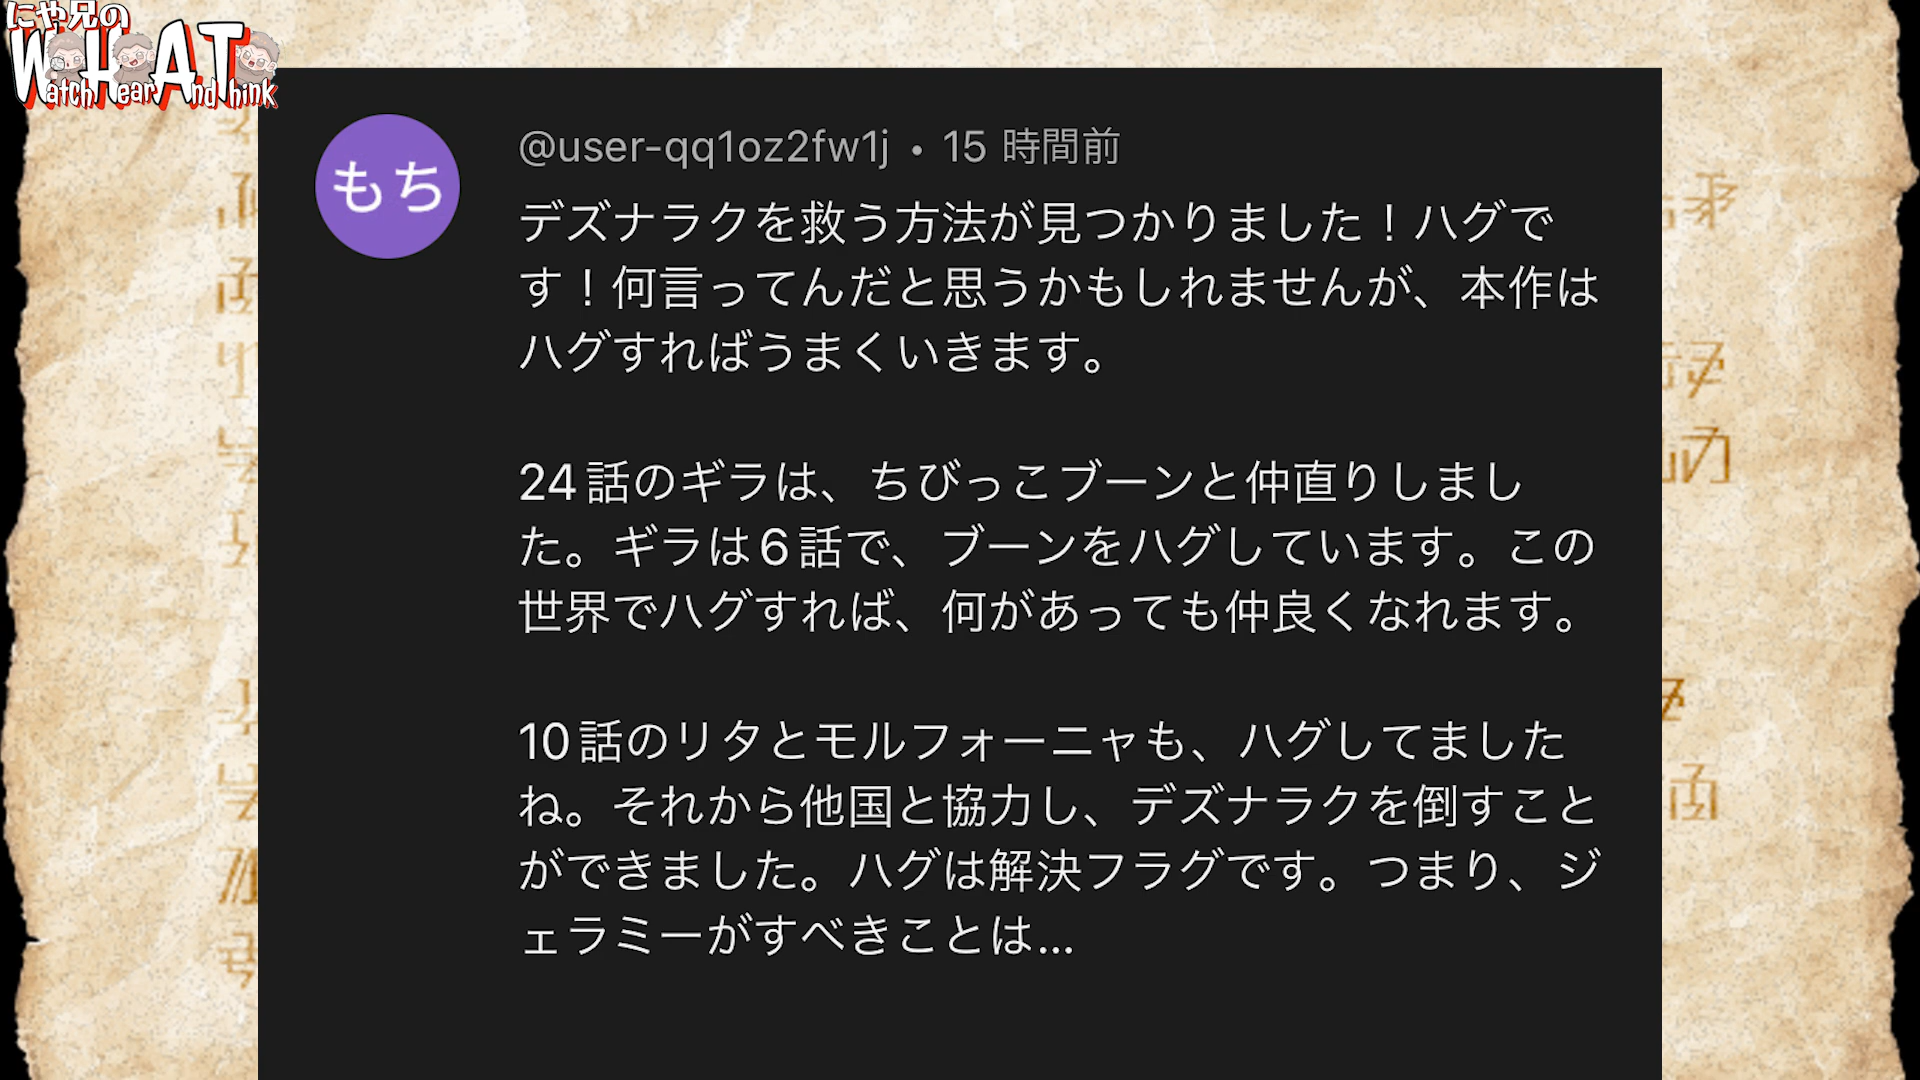 にや兄の
WHAT
Watch Hear And Think
もち
@user-qq1oz2fw1j • 15 時間前
デズナラクを救う方法が見つかりました！ハグで
す！何言ってんだと思うかもしれませんが、本作は
ハグすればうまくいきます。
24話のギラは、ちびっこブーンと仲直りしまし
た。ギラは6話で、ブーンをハグしています。この
世界でハグすれば、何があっても仲良くなれます。
10話のリタとモルフォーニャも、ハグしてました
ね。それから他国と協力し、デズナラクを倒すこと
ができました。ハグは解決フラグです。つまり、ジ
ェラミーがすべきことは...